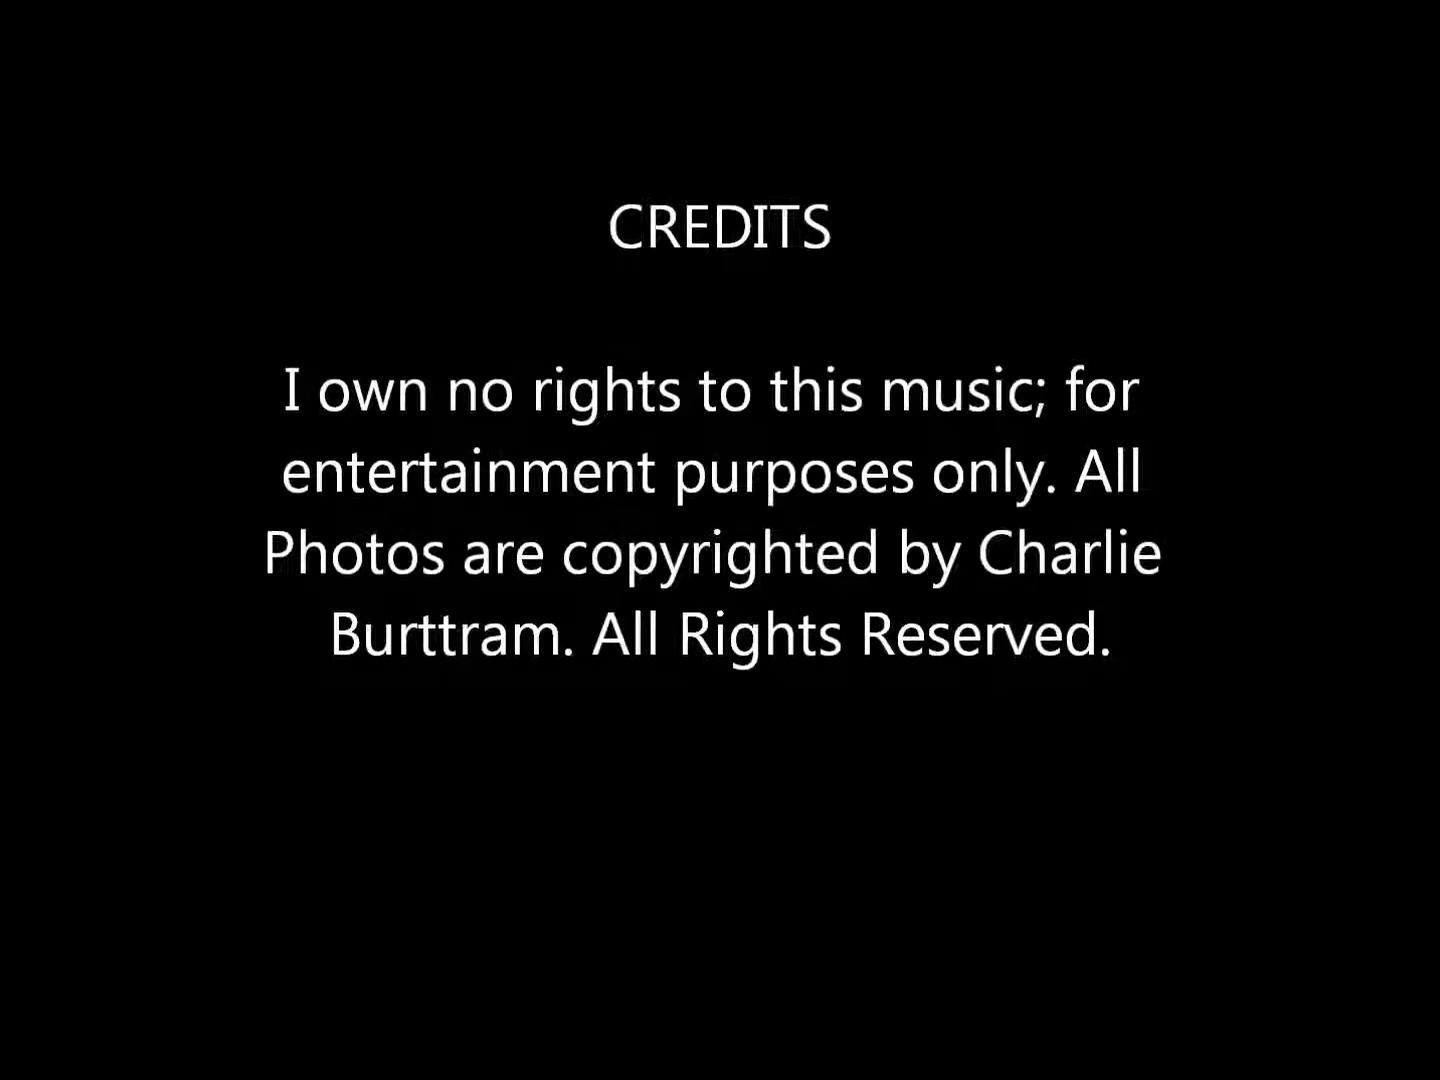 CREDITS
I own no rights to this music; for
entertainment purposes only. All
Photos are copyrighted by Charlie
Burttram. All Rights Reserved.